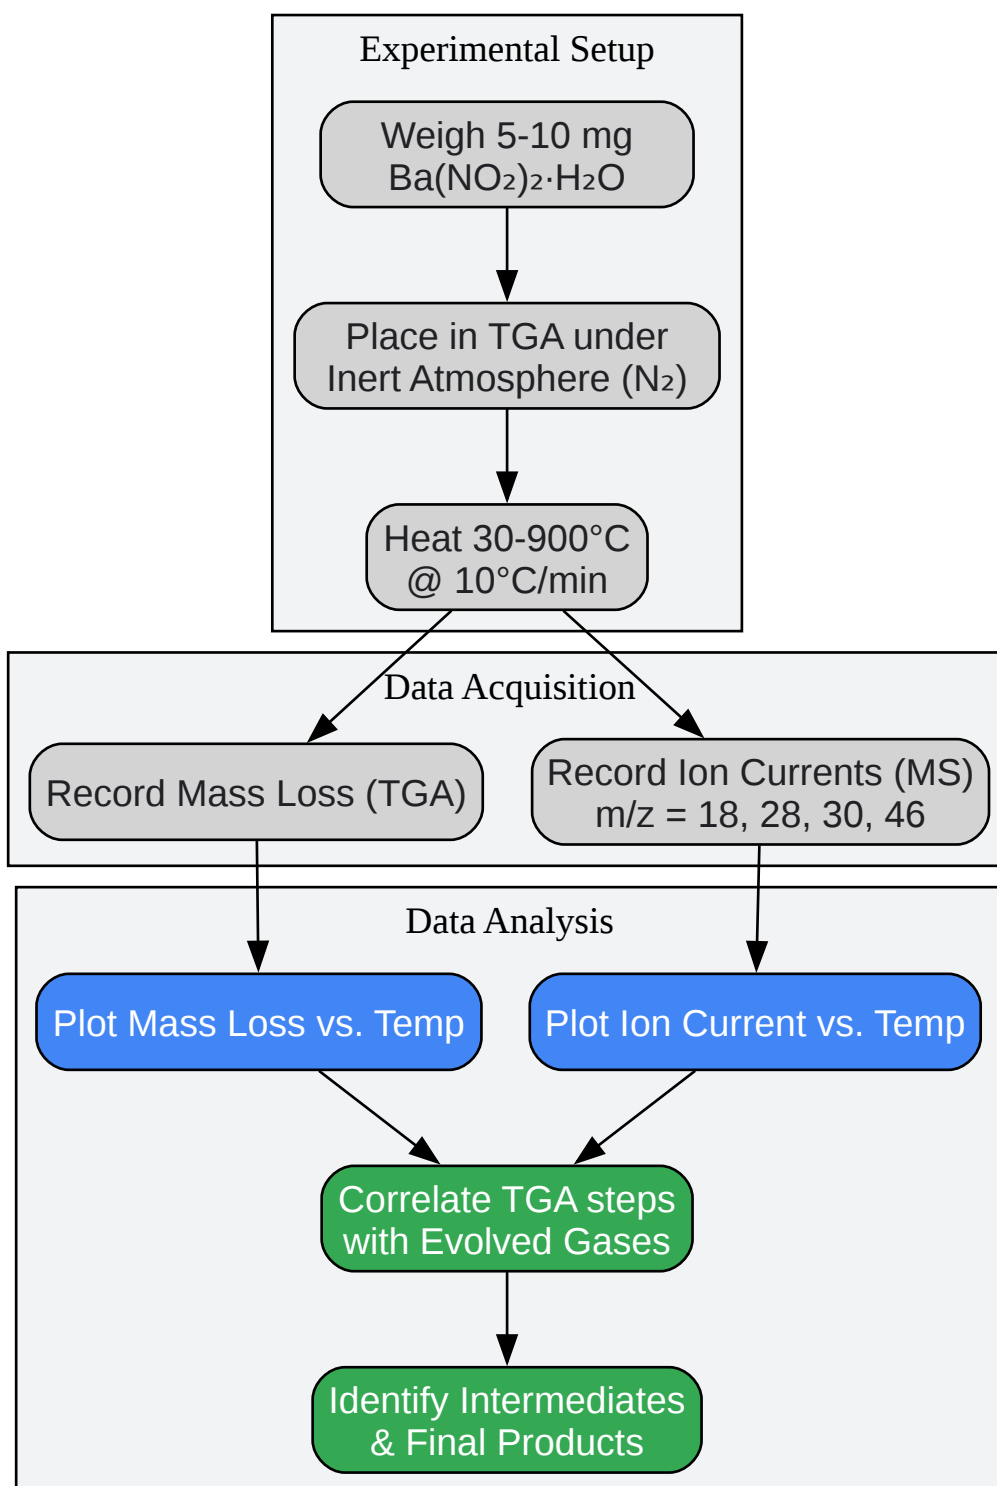 Experimental Setup
Weigh 5-10 mg
Ba(NO₂)₂·H₂O
Place in TGA under
Inert Atmosphere (N₂)
Heat 30-900°C
@ 10°C/min
Data Acquisition
Record Mass Loss (TGA)
Record Ion Currents (MS)
m/z = 18, 28, 30, 46
Data Analysis
Plot Mass Loss vs. Temp
Plot Ion Current vs. Temp
Correlate TGA steps
with Evolved Gases
Identify Intermediates
& Final Products